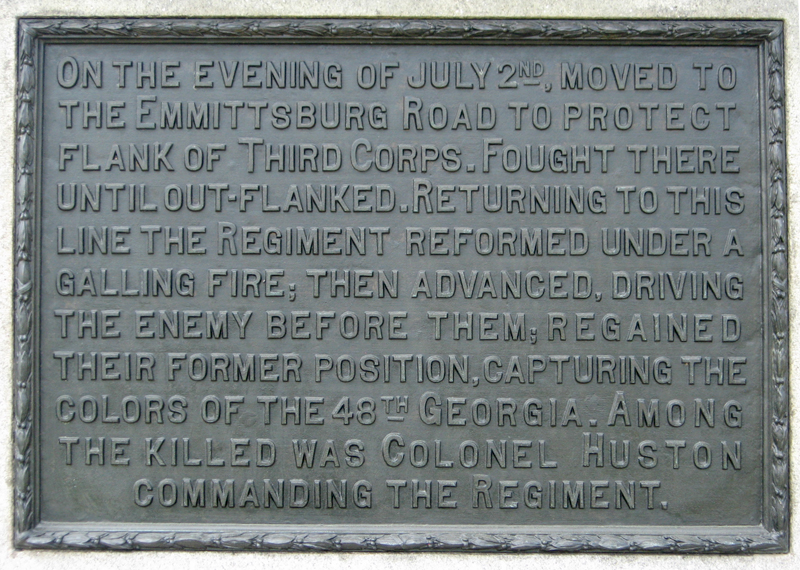 ON THE EVENING OF JULY 2ND, MOVED TO
THE EMMITTSBURG ROAD TO PROTECT
FLANK OF THIRD CORPS. FOUGHT THERE
UNTIL OUT-FLANKED. RETURNING TO THIS
LINE THE REGIMENT REFORMED UNDER A
GALLING FIRE; THEN ADVANCED, DRIVING
THE ENEMY BEFORE THEM; REGAINED
THEIR FORMER POSITION, CAPTURING THE
COLORS OF THE 48TH GEORGIA. AMONG
THE KILLED WAS COLONEL HUSTON
COMMANDING THE REGIMENT.